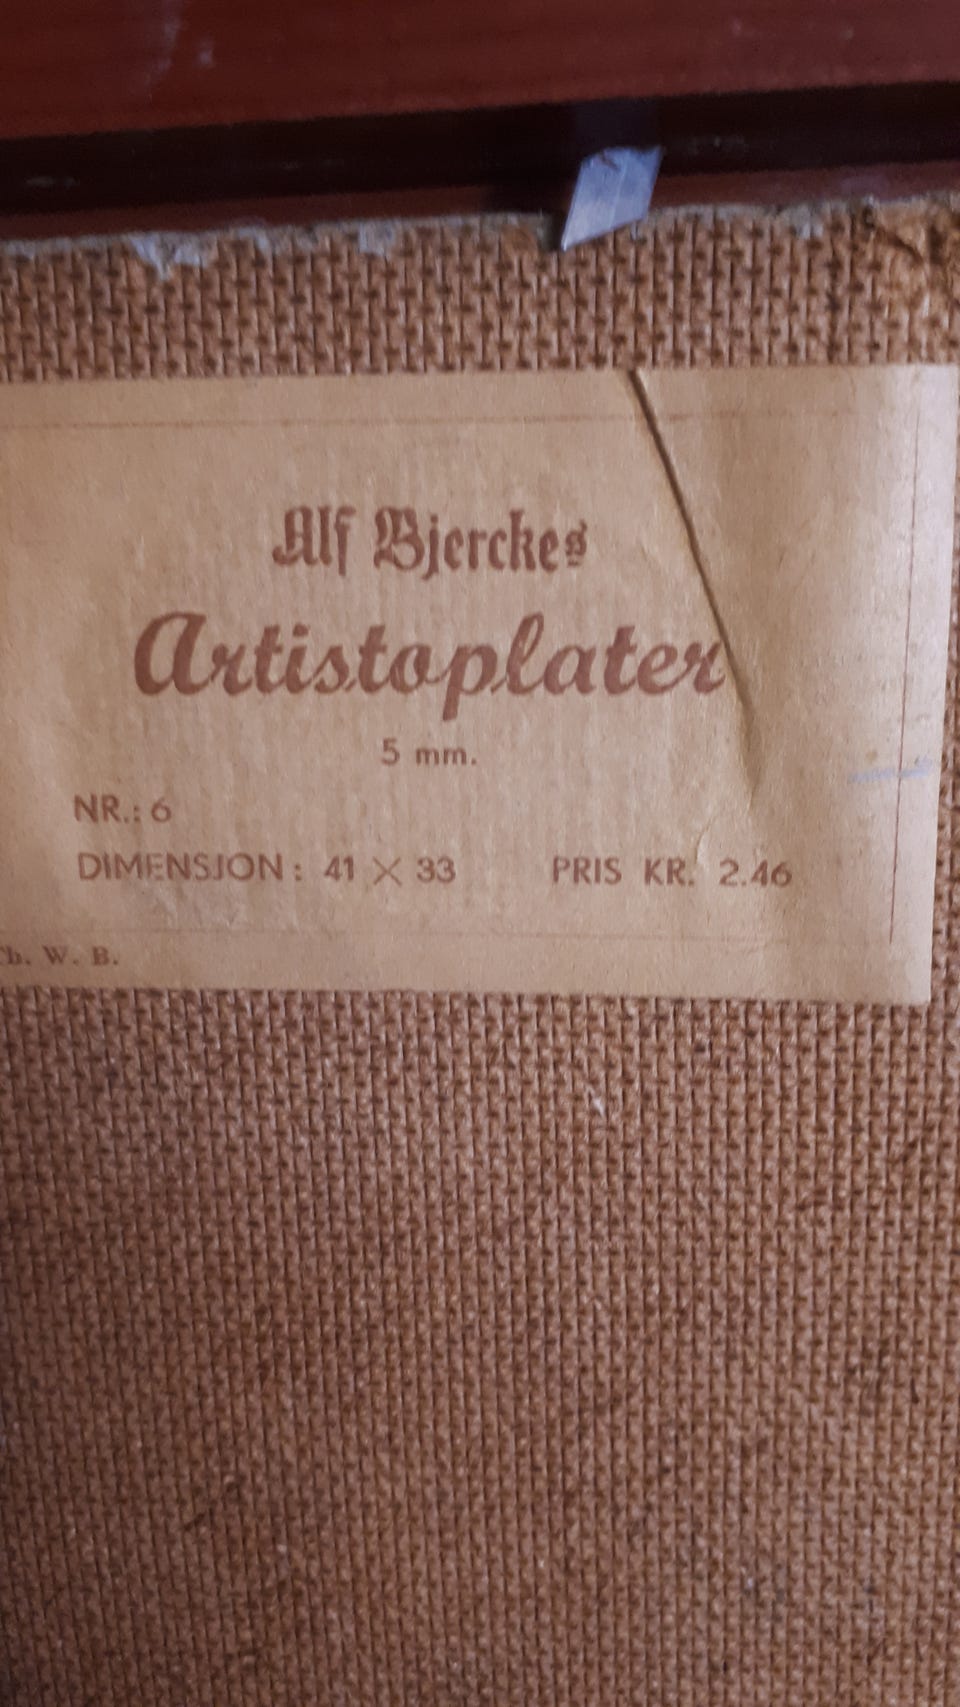 Alf Bjerckes
Artistoplater
5 mm.
NR.: 6
DIMENSJON: 41 X 33 PRIS KR. 2.46
W. B.